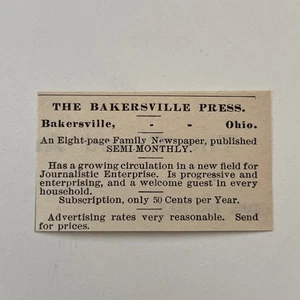 THE BAKERSVILLE PRESS.
Bakersville, - - Ohio.
An Eight-page Family Newspaper, published
SEMI-MONTHLY.
Has a growing circulation in a new field for
Journalistic Enterprise. Is progressive and
enterprising, and a welcome guest in every
household.
Subscription, only 50 Cents per Year.
Advertising rates very reasonable. Send
for prices.